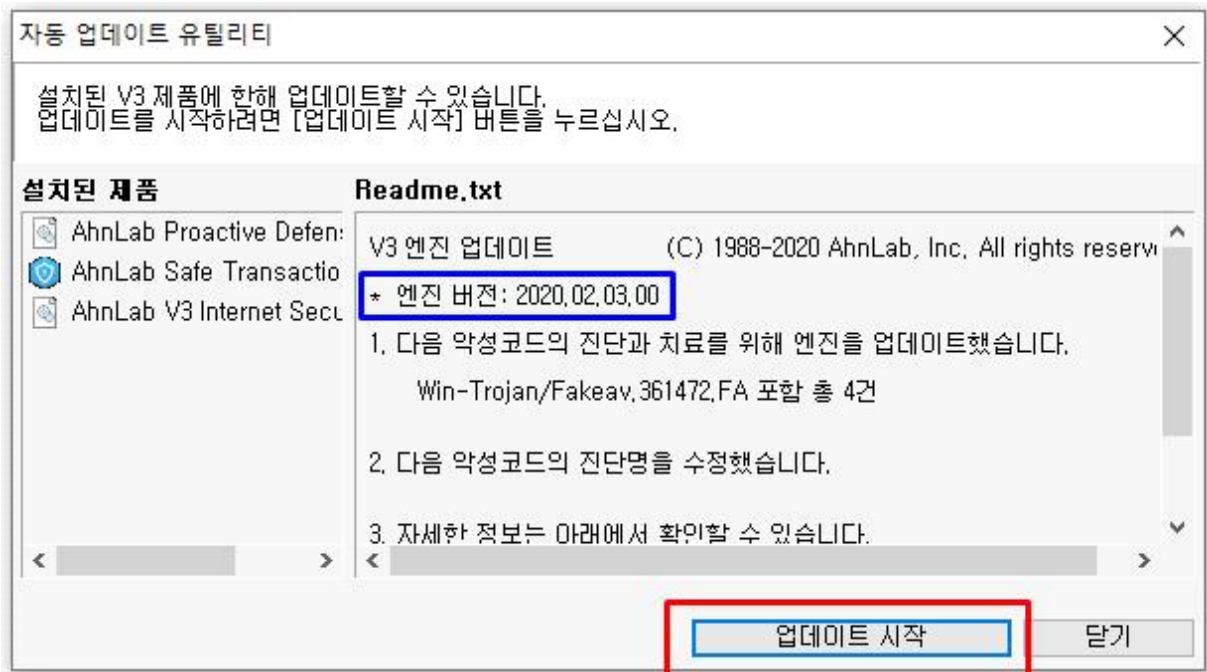 자동 업데이트 유틸리티
설치된 V3 제품에 한해 업데이트할 수 있습니다.
업데이트를 시작하려면 [업데이트 시작] 버튼을 누르십시오.
설치된 제품
AhnLab Proactive Defen
AhnLab Safe Transactio
AhnLab V3 Internet Secu
Readme.txt
V3 엔진 업데이트 (C) 1988-2020 AhnLab, Inc. All rights reserv
* 엔진 버전: 2020.02.03.00
1. 다음 악성코드의 진단과 치료를 위해 엔진을 업데이트했습니다.
Win-Trojan/Fakeav.361472.FA 포함 총 4건
2. 다음 악성코드의 진단명을 수정했습니다.
3. 자세한 정보는 아래에서 확인할 수 있습니다.
업데이트 시작
닫기